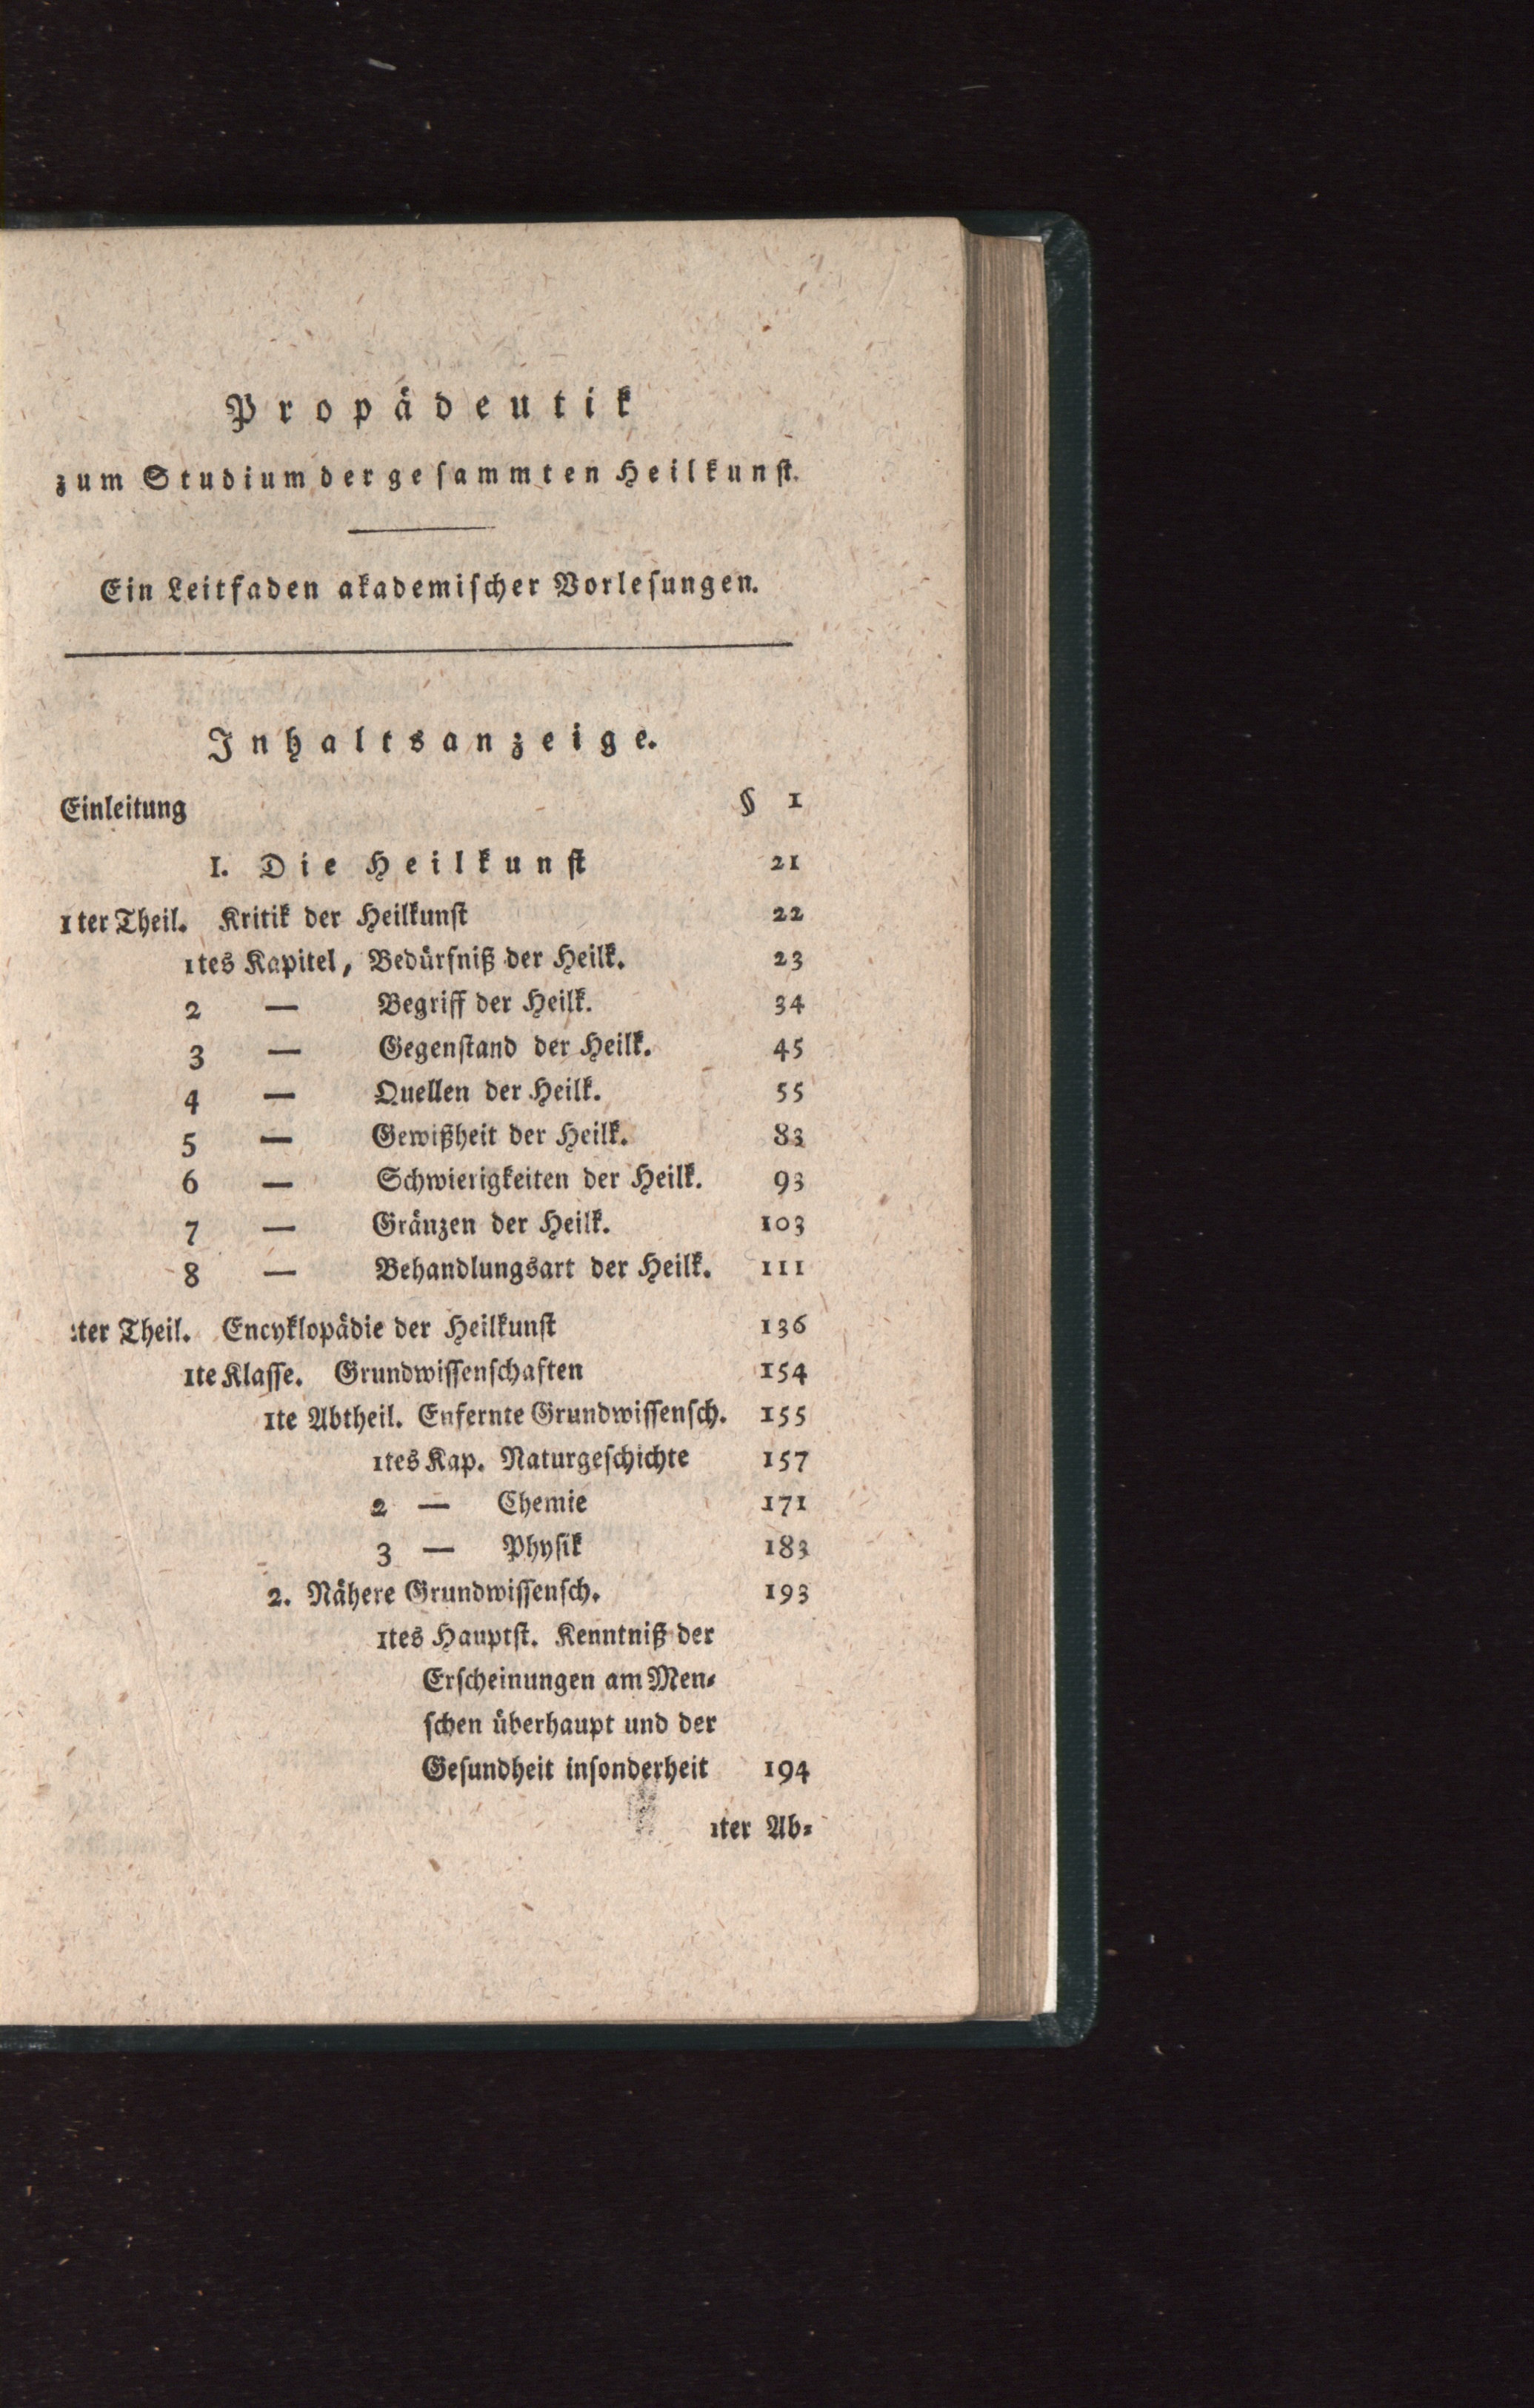 Propädeutik
zum Studium der gesammten Heilkunst.
Ein Leitfaden akademischer Vorlesungen.
Inhaltsanzeige.
Einleitung § 1
I. Die Heilkunst 21
1ter Theil. Kritik der Heilkunst 22
1tes Kapitel, Bedürfniß der Heilk. 23
2 — Begriff der Heilk. 34
3 — Gegenstand der Heilk. 45
4 — Quellen der Heilk. 55
5 — Gewißheit der Heilk. 83
6 — Schwierigkeiten der Heilk. 93
7 — Gränzen der Heilk. 103
8 — Behandlungsart der Heilk. 111
ter Theil. Encyklopädie der Heilkunst 136
1te Klasse. Grundwissenschaften 154
1te Abtheil. Enfernte Grundwissensch. 155
1tes Kap. Naturgeschichte 157
2 — Chemie 171
3 — Physik 183
2. Nähere Grundwissensch. 193
1tes Hauptst. Kenntniß der
Erscheinungen am Men-
schen überhaupt und der
Gesundheit insonderheit 194
1ter Ab-